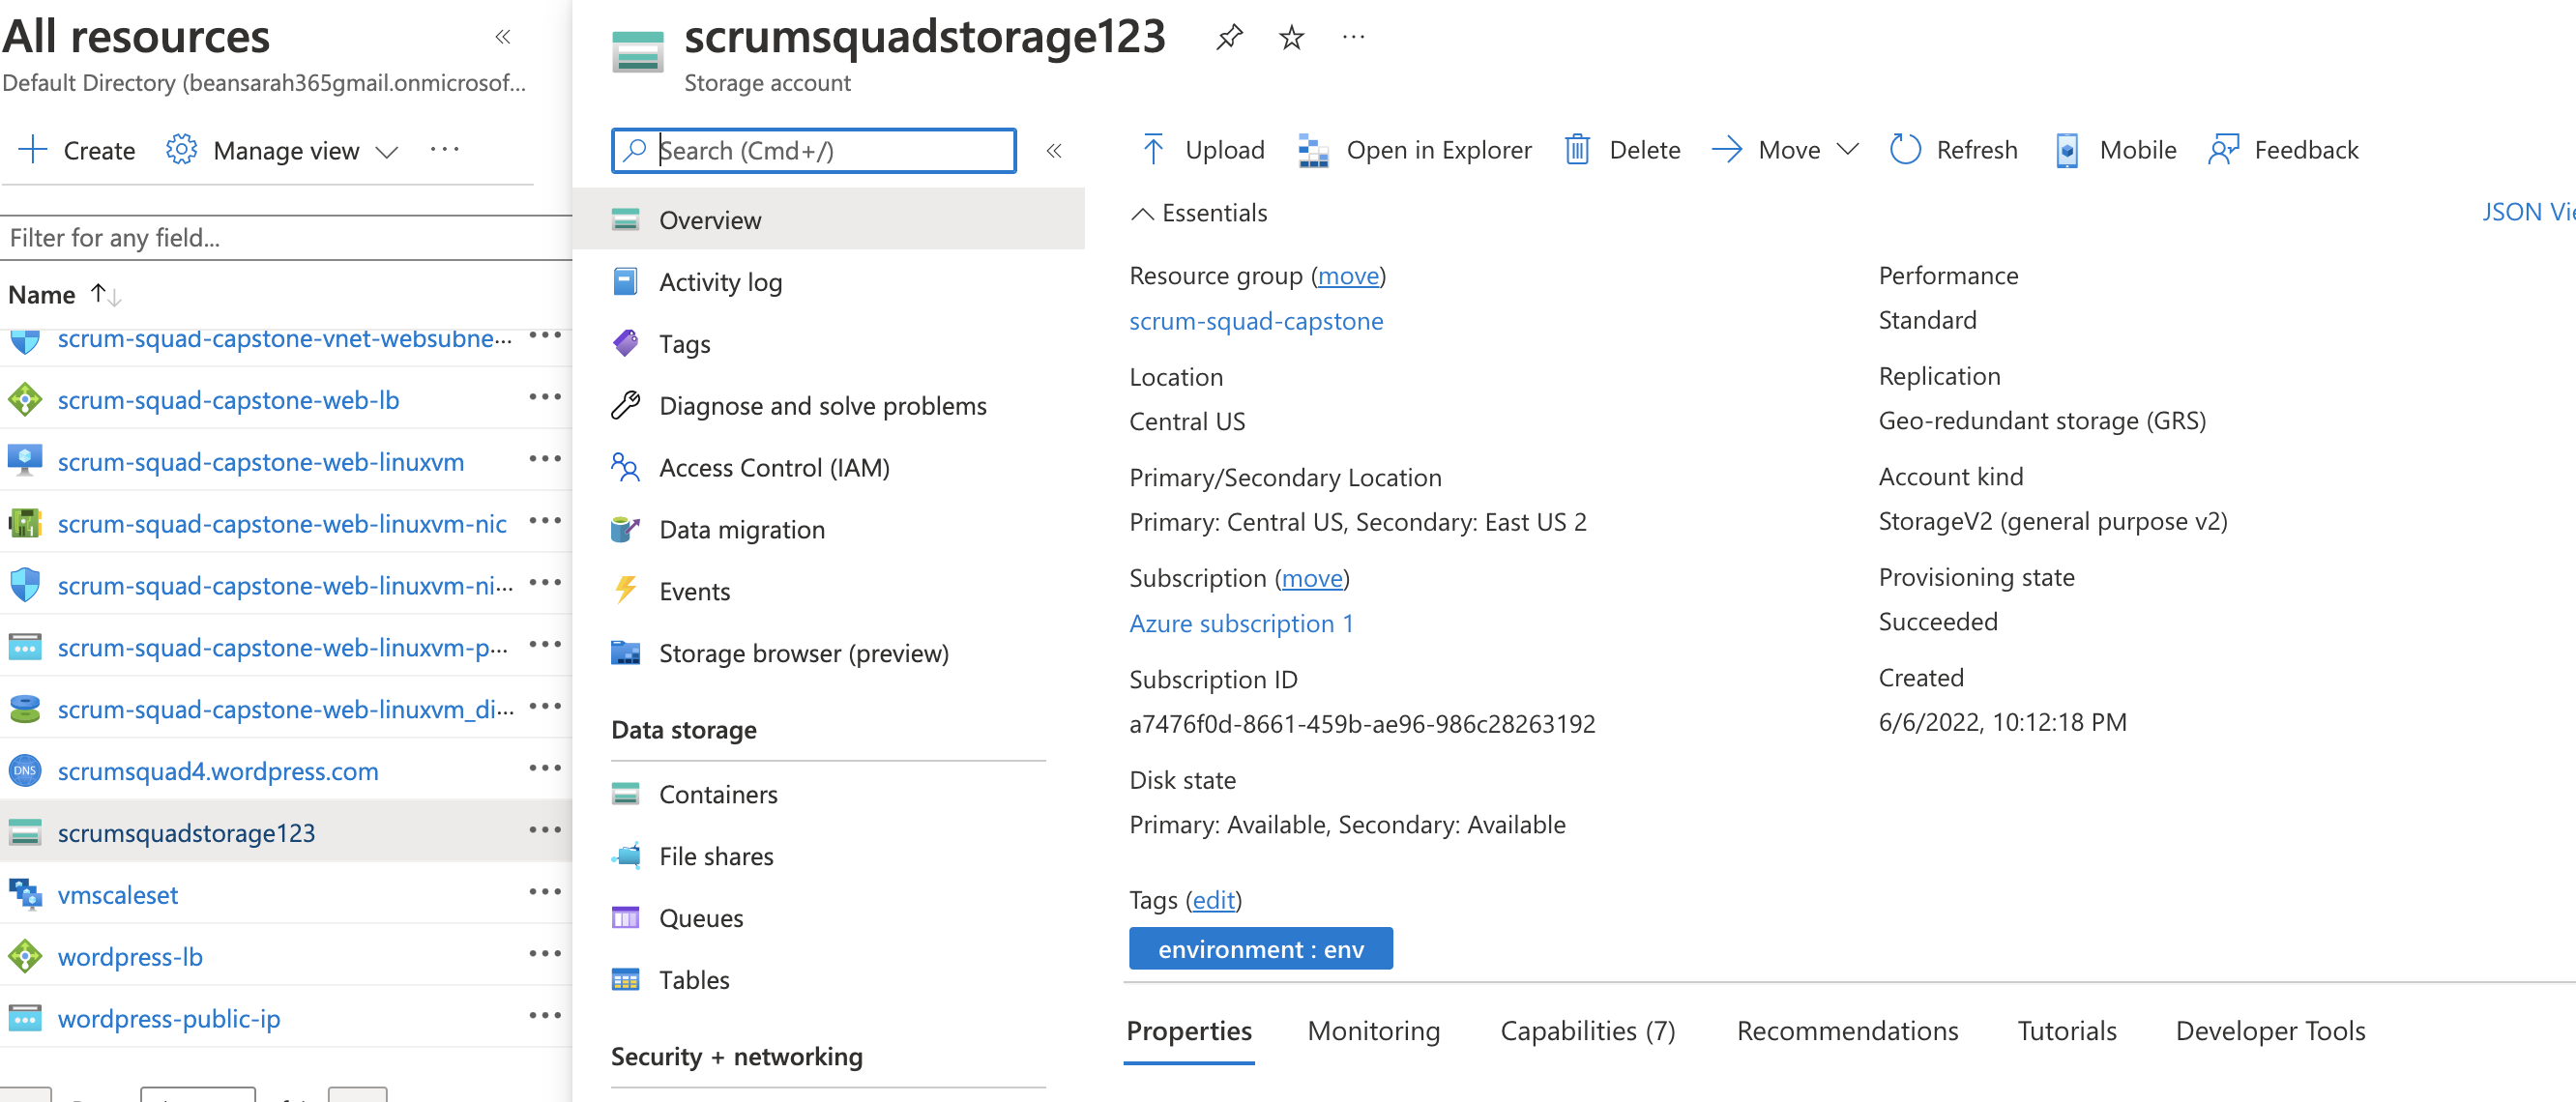 All resources
«
Default Directory (beansarah365gmail.onmicrosof...
+ Create Manage view ...
Filter for any field...
Name ↑↓
scrum-squad-capstone-vnet-websubne... ...
scrum-squad-capstone-web-lb ...
scrum-squad-capstone-web-linuxvm ...
scrum-squad-capstone-web-linuxvm-nic ...
scrum-squad-capstone-web-linuxvm-ni... ...
scrum-squad-capstone-web-linuxvm-p... ...
scrum-squad-capstone-web-linuxvm_di... ...
DNS scrumsquad4.wordpress.com ...
scrumsquadstorage123 ...
vmscaleset ...
wordpress-lb ...
wordpress-public-ip ...
scrumsquadstorage123 ...
Storage account
Search (Cmd+/) «
Overview
Activity log
Tags
Diagnose and solve problems
Access Control (IAM)
Data migration
Events
Storage browser (preview)
Data storage
Containers
File shares
Queues
Tables
Security + networking
Upload Open in Explorer Delete Move Refresh Mobile Feedback
Essentials
JSON Vie
Resource group (move)
scrum-squad-capstone
Location
Central US
Primary/Secondary Location
Primary: Central US, Secondary: East US 2
Subscription (move)
Azure subscription 1
Subscription ID
a7476f0d-8661-459b-ae96-986c28263192
Disk state
Primary: Available, Secondary: Available
Performance
Standard
Replication
Geo-redundant storage (GRS)
Account kind
StorageV2 (general purpose v2)
Provisioning state
Succeeded
Created
6/6/2022, 10:12:18 PM
Tags (edit)
environment : env
Properties Monitoring Capabilities (7) Recommendations Tutorials Developer Tools